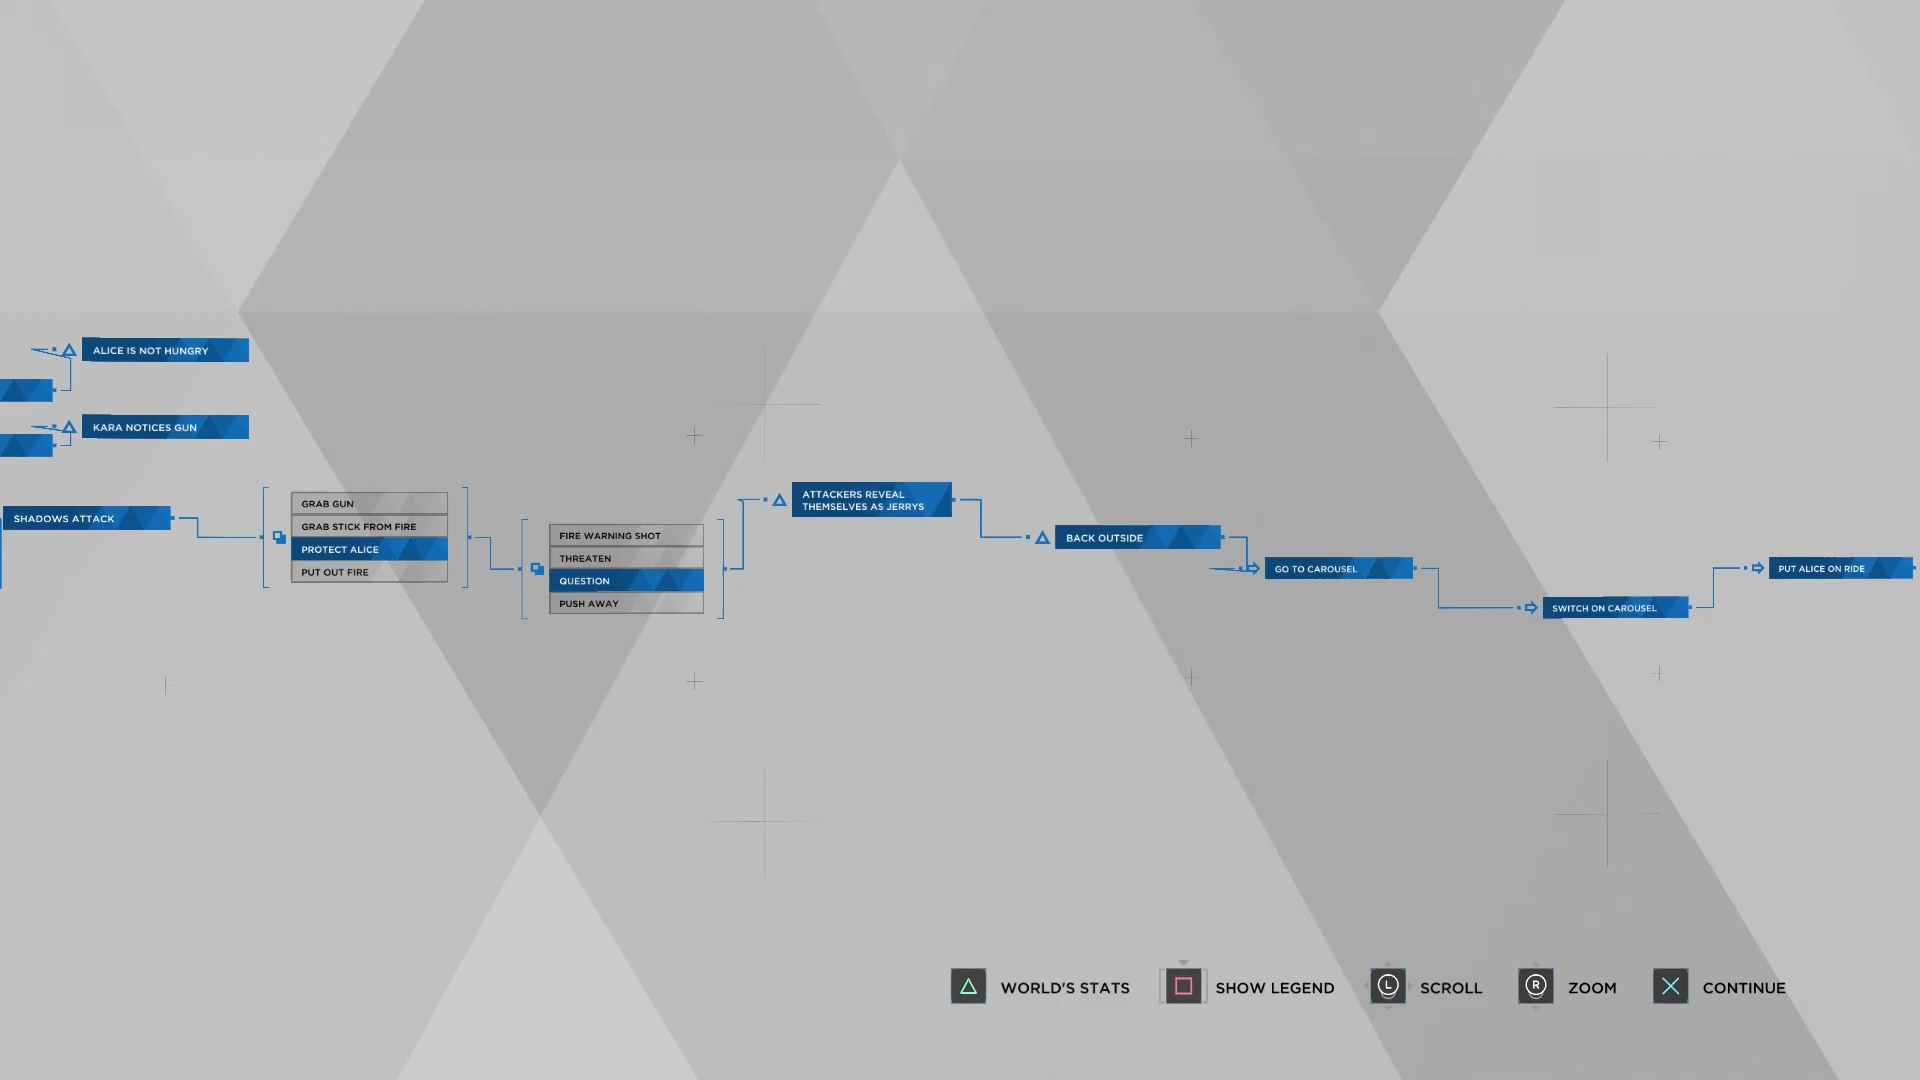 ALICE IS NOT HUNGRY
KARA NOTICES GUN
SHADOWS ATTACK
GRAB GUN
GRAB STICK FROM FIRE
PROTECT ALICE
PUT OUT FIRE
FIRE WARNING SHOT
THREATEN
QUESTION
PUSH AWAY
ATTACKERS REVEAL
THEMSELVES AS JERRYS
BACK OUTSIDE
GO TO CAROUSEL
SWITCH ON CAROUSEL
PUT ALICE ON RIDE
WORLD'S STATS
SHOW LEGEND
L SCROLL
R ZOOM
CONTINUE